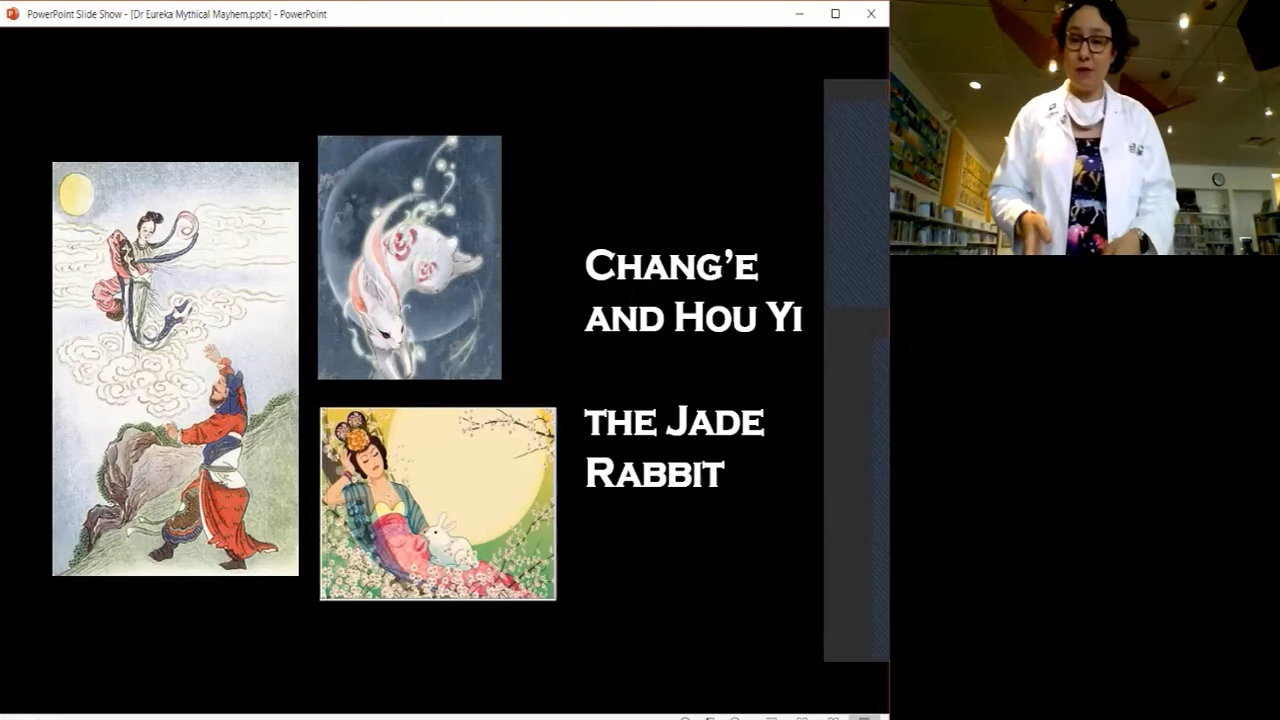 PowerPoint Slide Show - [Dr Eureka Mythical Mayhem.pptx] - PowerPoint
CHANG'E
AND HOU YI
THE JADE
RABBIT